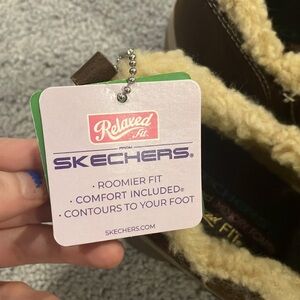 Relaxed
Fit.
FROM
SKECHERS®
• ROOMIER FIT
• COMFORT INCLUDED®
• CONTOURS TO YOUR FOOT
SKECHERS.COM